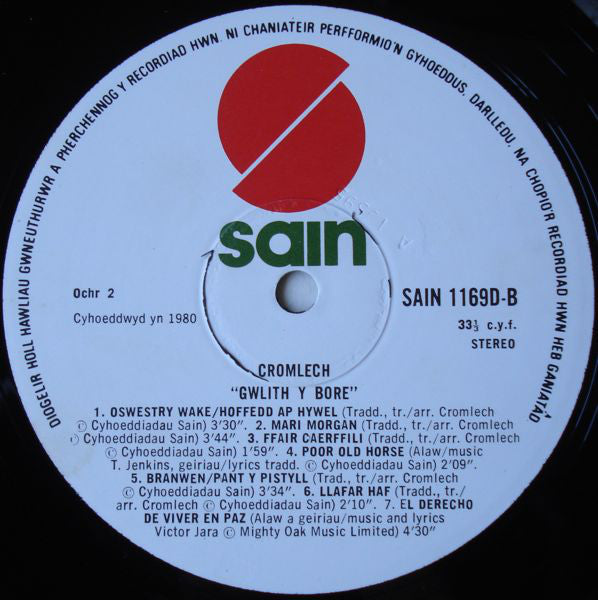 DIOGELIR HOLL HAWLIAU GWNEUTHURWR A PHERCHENNOG Y RECORDIAD HWN. NI CHANIATEIR PERFFORMIO'N GYHOEDDUS, DARLLEDU, NA CHOPIO'R RECORDIAD HWN HEB GANIATÂD
sain
Ochr 2
SAIN 1169D-B
Cyhoeddwyd yn 1980
33⅓ c.y.f.
STEREO
CROMLECH
"GWLITH Y BORE"
1. OSWESTRY WAKE/HOFFEDD AP HYWEL (Tradd., tr./arr. Cromlech
© Cyhoeddiadau Sain) 3'30". 2. MARI MORGAN (Tradd., tr./arr. Cromlech
© Cyhoeddiadau Sain) 3'44". 3. FFAIR CAERFFILI (Tradd., tr./arr. Cromlech
© Cyhoeddiadau Sain) 1'59". 4. POOR OLD HORSE (Alaw/music
T. Jenkins, geiriau/lyrics tradd. © Cyhoeddiadau Sain) 2'09".
5. BRANWEN/PANT Y PISTYLL (Trad., tr./arr. Cromlech
© Cyhoeddiadau Sain) 3'34". 6. LLAFAR HAF (Tradd., tr./
arr. Cromlech © Cyhoeddiadau Sain) 2'10". 7. EL DERECHO
DE VIVER EN PAZ (Alaw a geiriau/music and lyrics
Victor Jara © Mighty Oak Music Limited) 4'30"